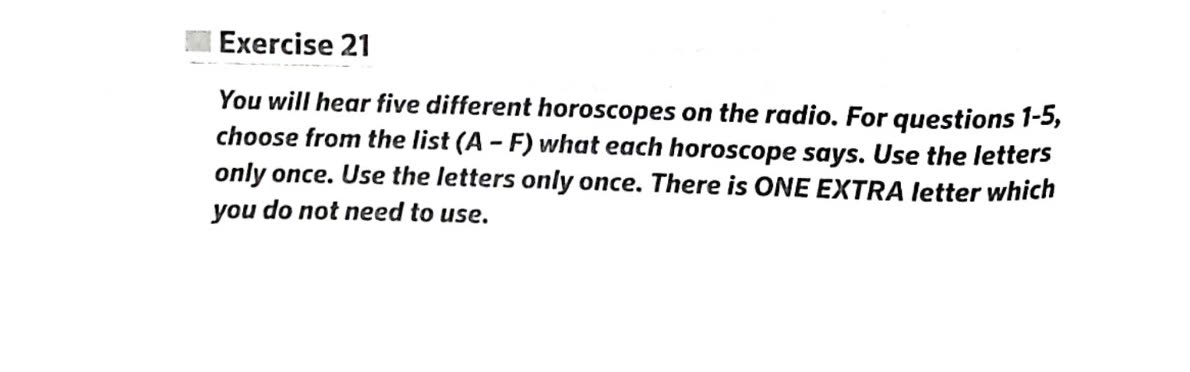 Exercise 21
You will hear five different horoscopes on the radio. For questions 1-5,
choose from the list (A – F) what each horoscope says. Use the letters
only once. Use the letters only once. There is ONE EXTRA letter which
you do not need to use.